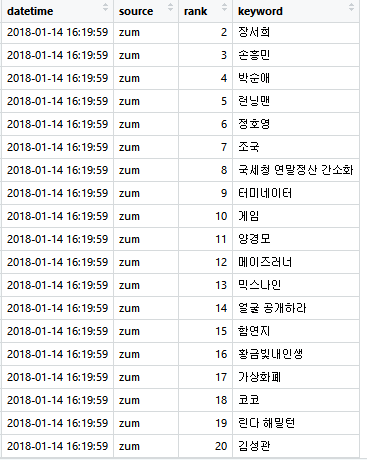 datetime source rank keyword
2018-01-14 16:19:59 zum 2 장서희
2018-01-14 16:19:59 zum 3 손흥민
2018-01-14 16:19:59 zum 4 박순애
2018-01-14 16:19:59 zum 5 런닝맨
2018-01-14 16:19:59 zum 6 정호영
2018-01-14 16:19:59 zum 7 조국
2018-01-14 16:19:59 zum 8 국세청 연말정산 간소화
2018-01-14 16:19:59 zum 9 터미네이터
2018-01-14 16:19:59 zum 10 게임
2018-01-14 16:19:59 zum 11 양경모
2018-01-14 16:19:59 zum 12 메이즈러너
2018-01-14 16:19:59 zum 13 믹스나인
2018-01-14 16:19:59 zum 14 얼굴 공개하라
2018-01-14 16:19:59 zum 15 함연지
2018-01-14 16:19:59 zum 16 황금빛내인생
2018-01-14 16:19:59 zum 17 가상화폐
2018-01-14 16:19:59 zum 18 코코
2018-01-14 16:19:59 zum 19 린다 해밀턴
2018-01-14 16:19:59 zum 20 김성관